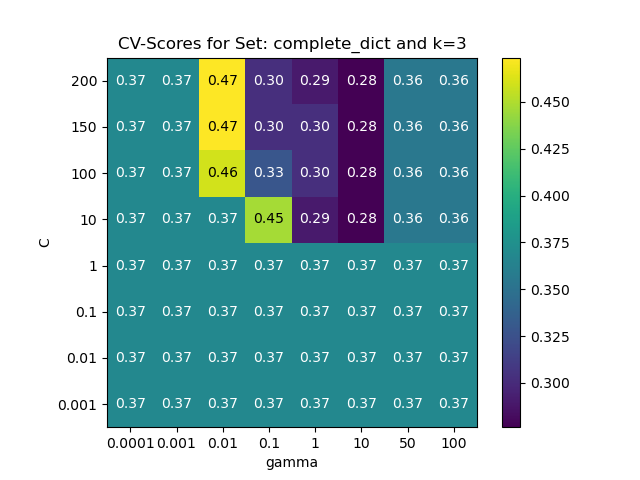 CV-Scores for Set: complete_dict and k=3
200 0.37 0.37 0.47 0.30 0.29 0.28 0.36 0.36
150 0.37 0.37 0.47 0.30 0.30 0.28 0.36 0.36
100 0.37 0.37 0.46 0.33 0.30 0.28 0.36 0.36
10 0.37 0.37 0.37 0.45 0.29 0.28 0.36 0.36
1 0.37 0.37 0.37 0.37 0.37 0.37 0.37 0.37
0.1 0.37 0.37 0.37 0.37 0.37 0.37 0.37 0.37
0.01 0.37 0.37 0.37 0.37 0.37 0.37 0.37 0.37
0.001 0.37 0.37 0.37 0.37 0.37 0.37 0.37 0.37
0.0001 0.001 0.01 0.1 1 10 50 100
gamma
C
0.450
0.425
0.400
0.375
0.350
0.325
0.300